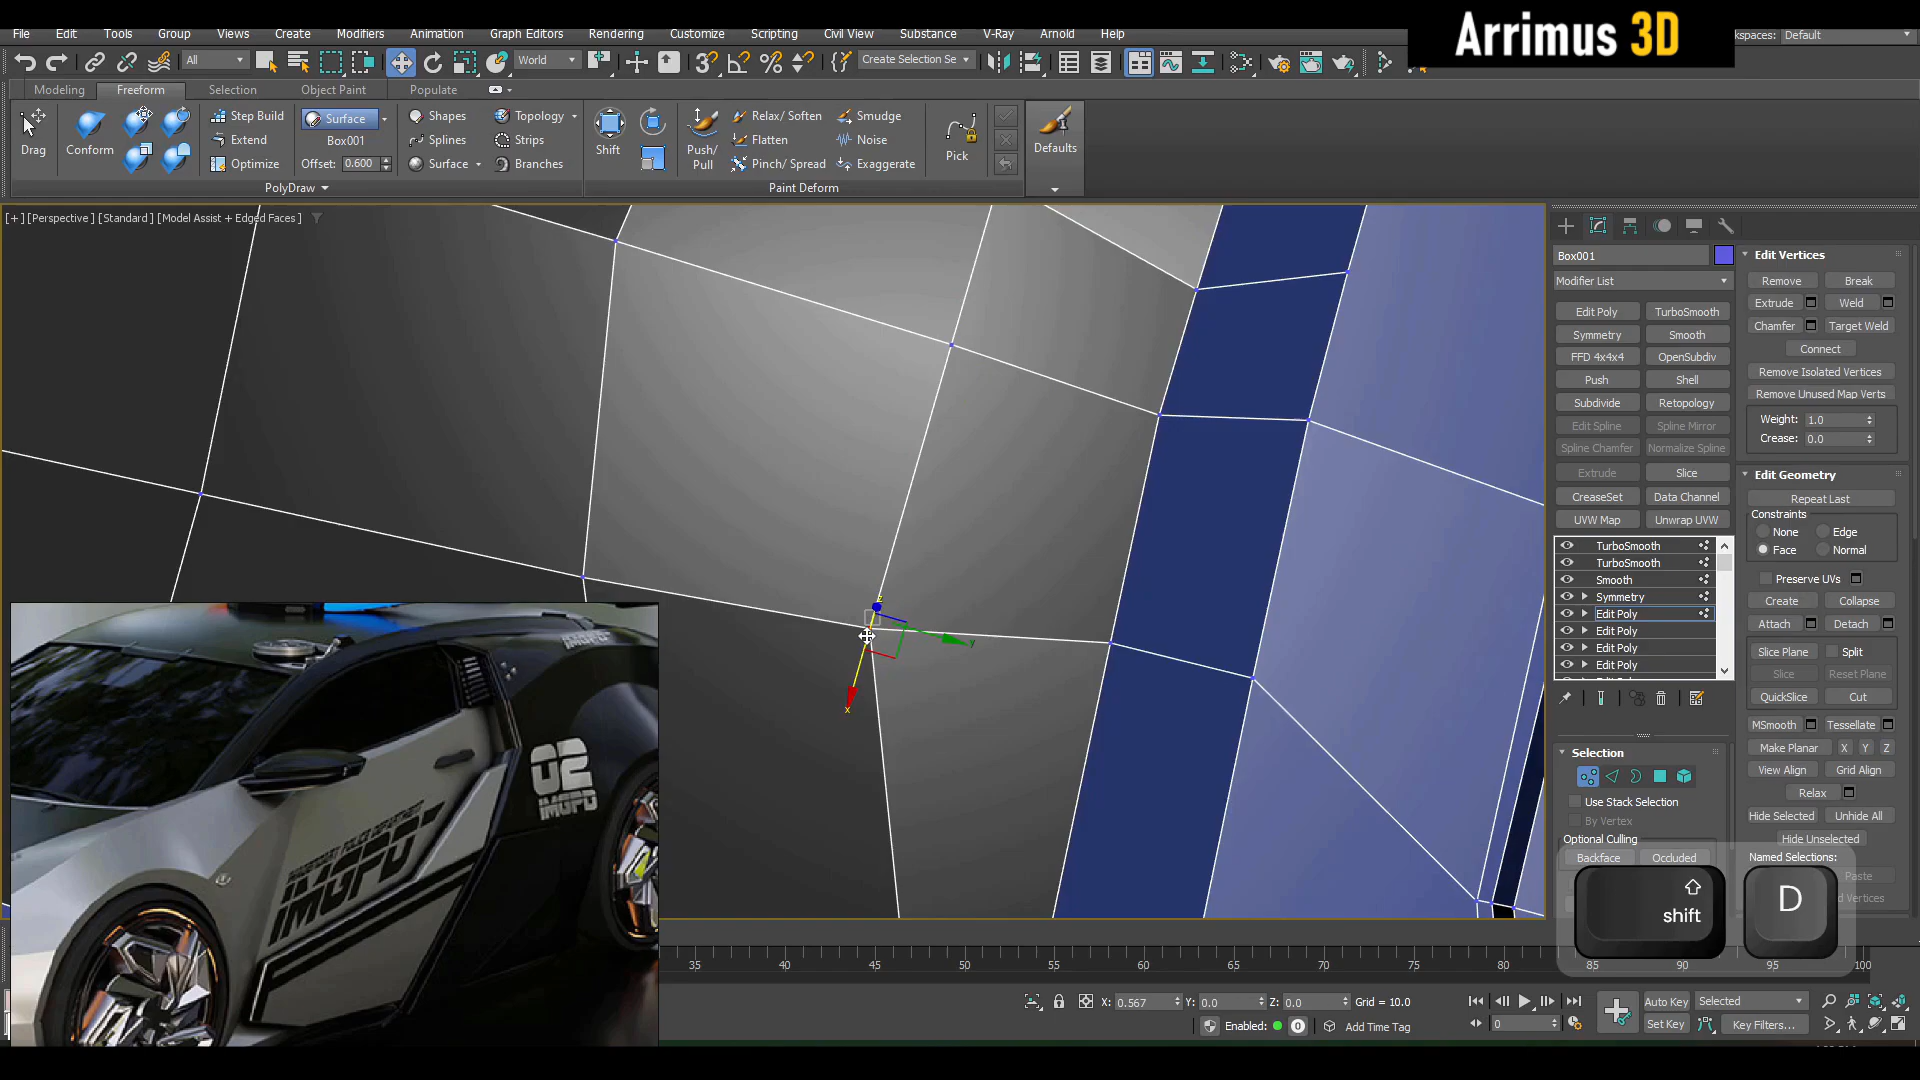 Arrimus 3D
File Edit Tools Group Views Create Modifiers Animation Graph Editors Rendering Customize Scripting Civil View Substance V-Ray Arnold Help
kspaces: Default
All World Create Selection Se
Modeling Freeform Selection Object Paint Populate
Drag
Conform
Step Build
Extend
Optimize
Surface
Box001
Offset: 0.600
Shapes
Splines
Surface
Topology
Strips
Branches
PolyDraw
Shift
Push/
Pull
Relax/ Soften
Flatten
Pinch/ Spread
Smudge
Noise
Exaggerate
Paint Deform
Pick
Defaults
[+] [Perspective ] [Standard ] [Model Assist + Edged Faces ]
z
y
x
02
IMGPD
IMGPD
IMGPD
Box001
Modifier List
Edit Poly TurboSmooth
Symmetry Smooth
FFD 4x4x4 OpenSubdiv
Push Shell
Subdivide Retopology
Edit Spline Spline Mirror
Spline Chamfer Normalize Spline
Extrude Slice
CreaseSet Data Channel
UVW Map Unwrap UVW
TurboSmooth
TurboSmooth
Smooth
Symmetry
Edit Poly
Edit Poly
Edit Poly
Edit Poly
Selection
Use Stack Selection
By Vertex
Optional Culling
Backface Occluded
Edit Vertices
Remove Break
Extrude Weld
Chamfer Target Weld
Connect
Remove Isolated Vertices
Remove Unused Map Verts
Weight: 1.0
Crease: 0.0
Edit Geometry
Repeat Last
Constraints
None Edge
Face Normal
Preserve UVs
Create Collapse
Attach Detach
Slice Plane Split
Slice Reset Plane
QuickSlice Cut
MSmooth Tessellate
Make Planar X Y Z
View Align Grid Align
Relax
Hide Selected Unhide All
Hide Unselected
Named Selections:
Paste
Vertices
shift
D
35 40 45 50 55 60 65 70 75 80 85 90 95 100
X: 0.567 Y: 0.0 Z: 0.0 Grid = 10.0
Enabled: 0 Add Time Tag
0
Auto Key Selected
Set Key Key Filters...